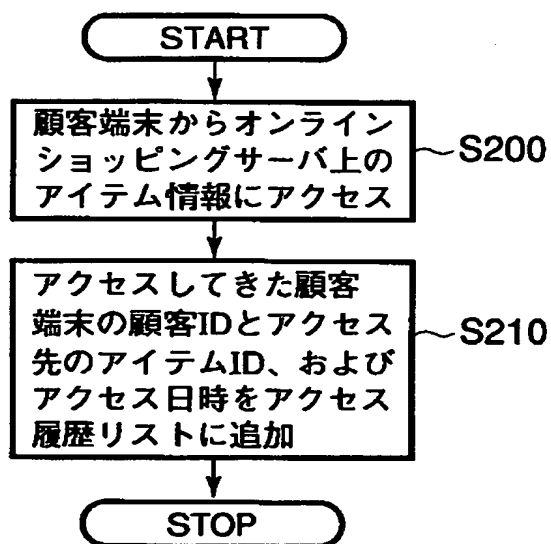 START
顧客端末からオンライン
ショッピングサーバ上の
アイテム情報にアクセス
S200
アクセスしてきた顧客
端末の顧客IDとアクセス
先のアイテムID、および
アクセス日時をアクセス
履歴リストに追加
S210
STOP